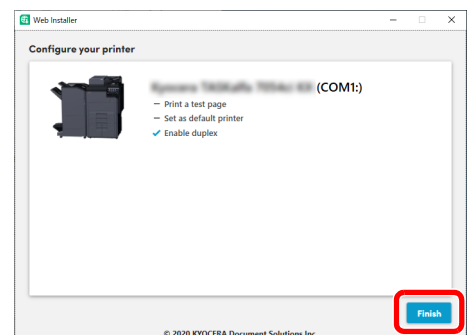 Web Installer
Configure your printer
(COM1:)
Print a test page
Set as default printer
Enable duplex
Finish
© 2020 KYOCERA Document Solutions Inc.